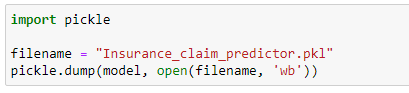 import pickle
filename = "Insurance_claim_predictor.pkl"
pickle.dump(model, open(filename, 'wb'))